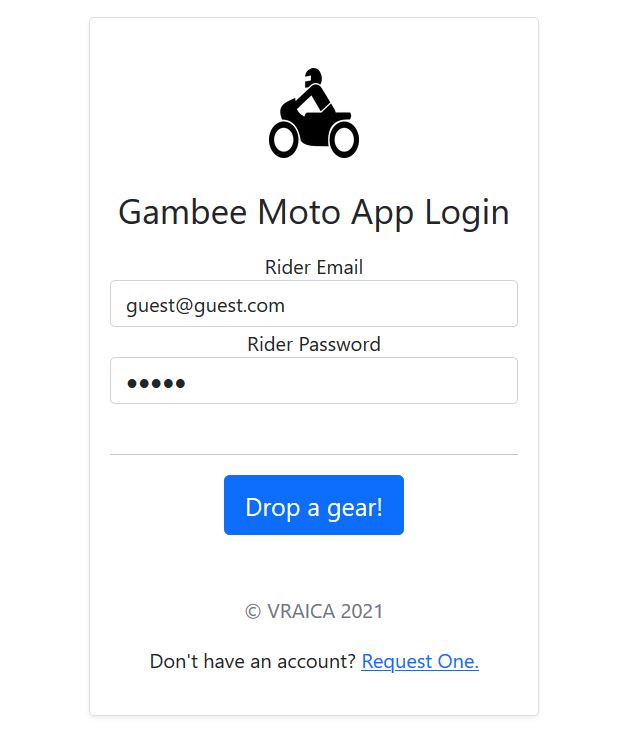 Gambee Moto App Login
Rider Email
guest@guest.com
Rider Password
•••••
Drop a gear!
© VRAICA 2021
Don't have an account? Request One.